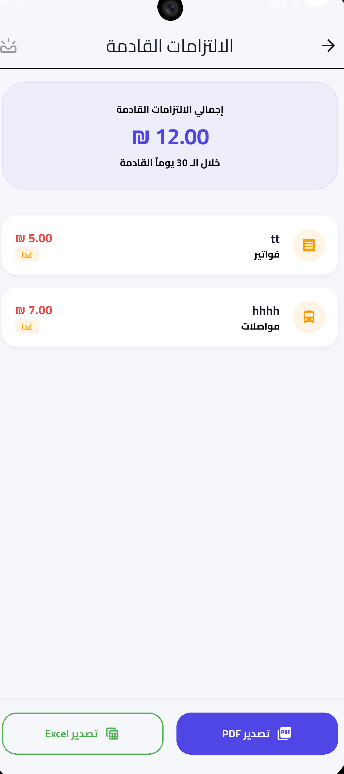 الالتزامات القادمة
إجمالي الالتزامات القادمة
₪ 12.00
خلال الـ 30 يوماً القادمة
tt
₪ 5.00
فواتير
غدا
hhhh
₪ 7.00
مواصلات
غدا
تصدير PDF
تصدير Excel